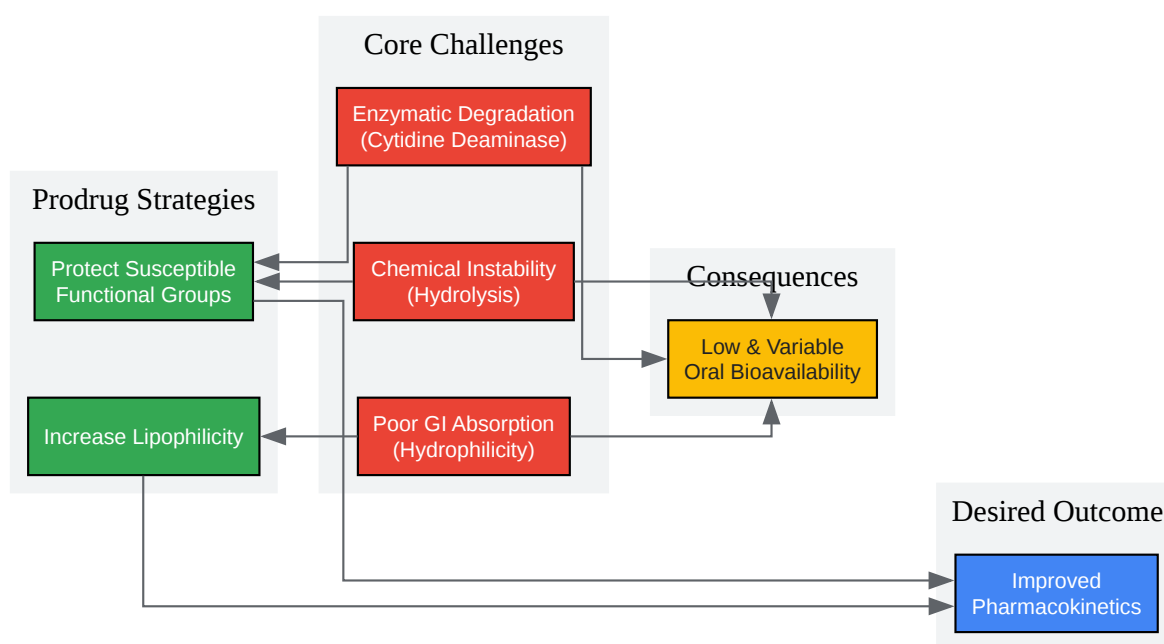 Core Challenges
Enzymatic Degradation
(Cytidine Deaminase)
Prodrug Strategies
Protect Susceptible
Functional Groups
Chemical Instability
(Hydrolysis)
Consequences
Low & Variable
Oral Bioavailability
Increase Lipophilicity
Poor GI Absorption
(Hydrophilicity)
Desired Outcome
Improved
Pharmacokinetics